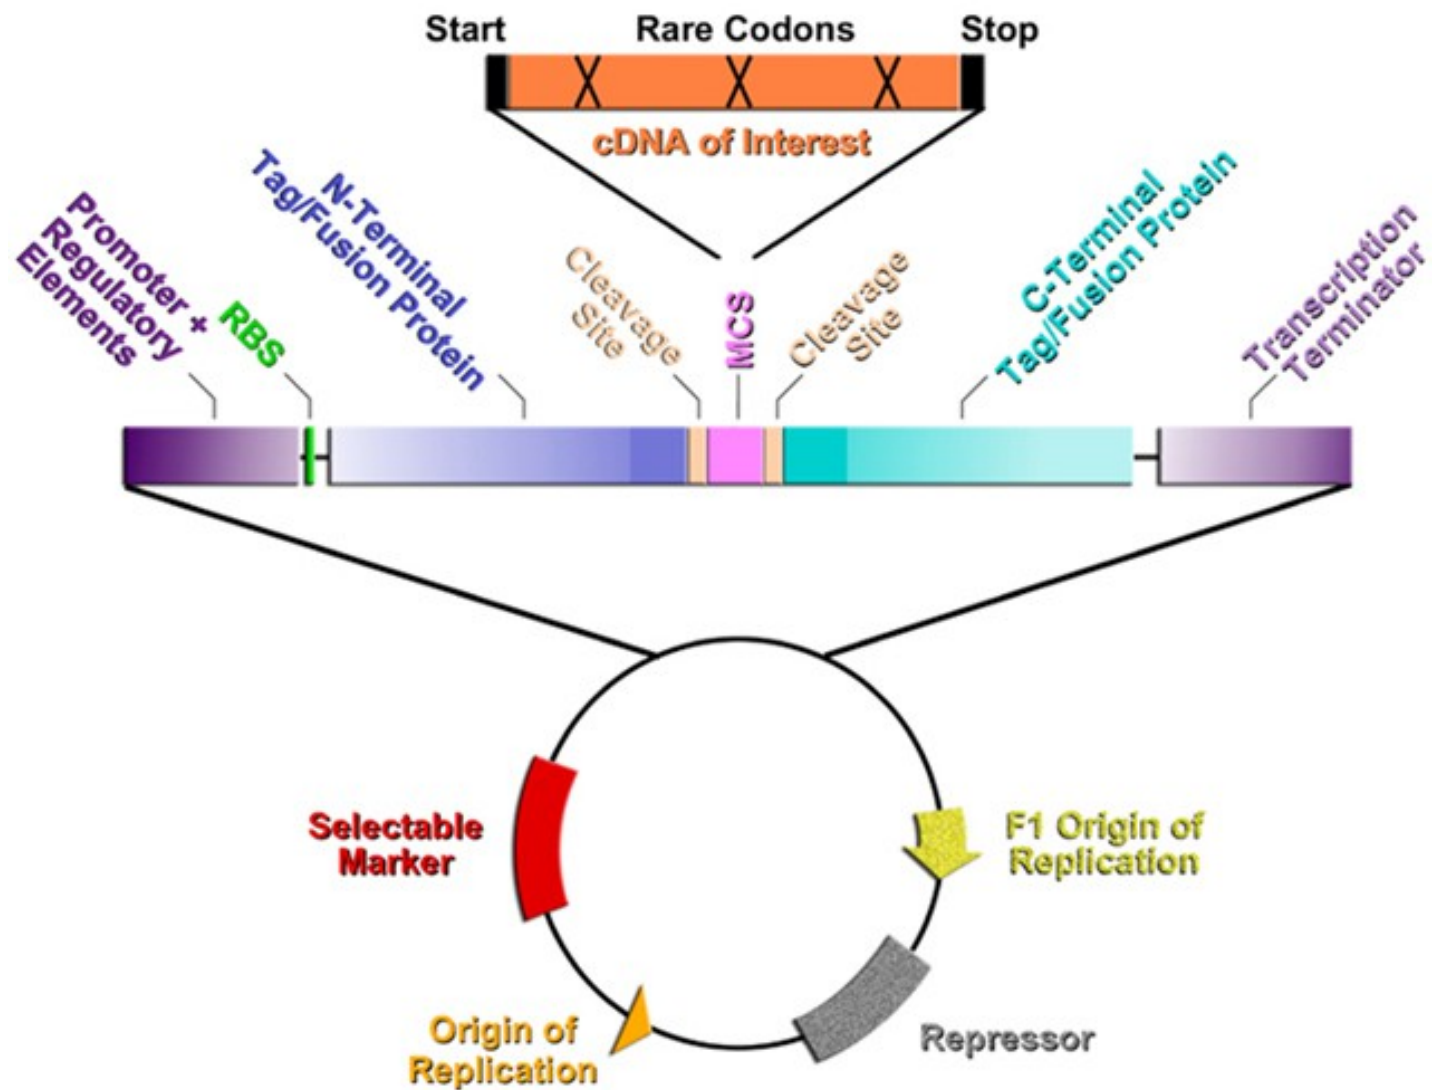 Start
Rare Codons
Stop
cDNA of Interest
Promoter +
Regulatory
Elements
RBS
N-Terminal
Tag/Fusion Protein
Cleavage
Site
MCS
Cleavage
Site
C-Terminal
Tag/Fusion Protein
Transcription
Terminator
Selectable
Marker
F1 Origin of
Replication
Origin of
Replication
Repressor